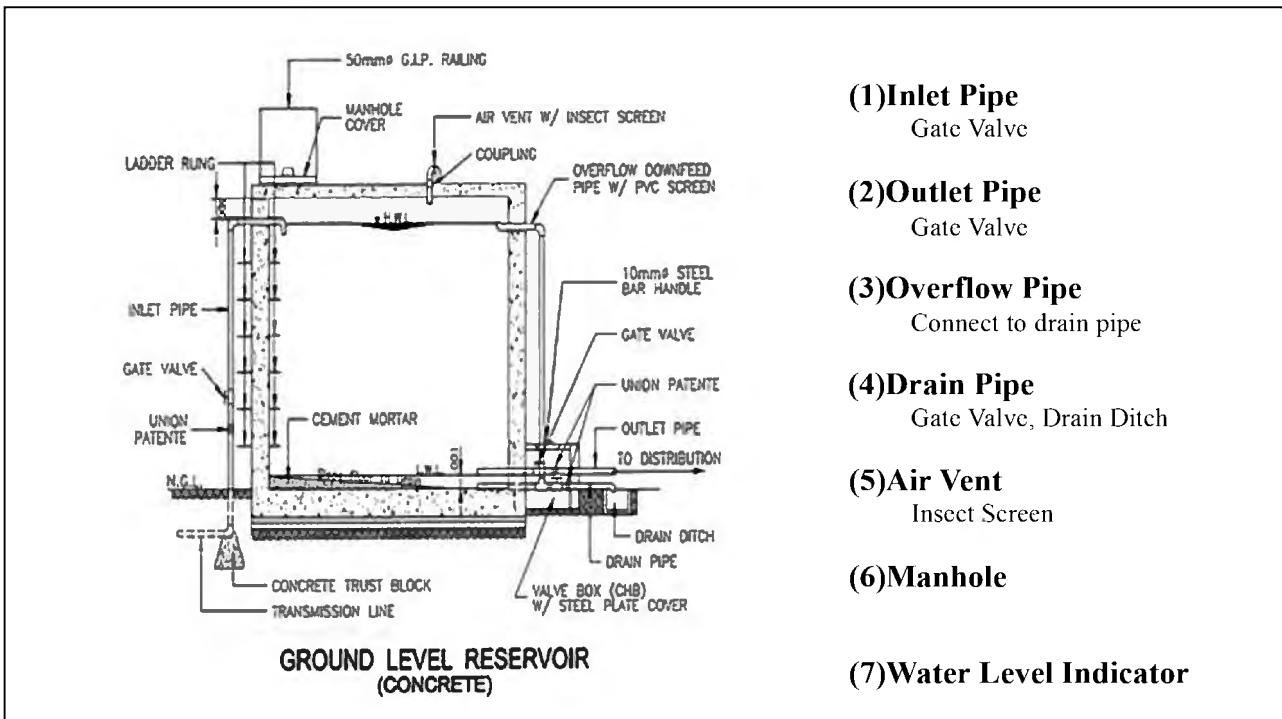 50mmø G.I.P. RAILING
MANHOLE
COVER
AIR VENT W/ INSECT SCREEN
COUPLING
LADDER RUNG
OVERFLOW DOWNFEED
PIPE W/ PVC SCREEN
H.W.L.
10mmø STEEL
BAR HANDLE
INLET PIPE
GATE VALVE
GATE VALVE
UNION PATENTE
CEMENT MORTAR
UNION
PATENTE
OUTLET PIPE
TO DISTRIBUTION
L.W.L.
N.G.L.
DRAIN DITCH
DRAIN PIPE
CONCRETE TRUST BLOCK
VALVE BOX (CHB)
W/ STEEL PLATE COVER
TRANSMISSION LINE
GROUND LEVEL RESERVOIR
(CONCRETE)
(1)Inlet Pipe
Gate Valve
(2)Outlet Pipe
Gate Valve
(3)Overflow Pipe
Connect to drain pipe
(4)Drain Pipe
Gate Valve, Drain Ditch
(5)Air Vent
Insect Screen
(6)Manhole
(7)Water Level Indicator